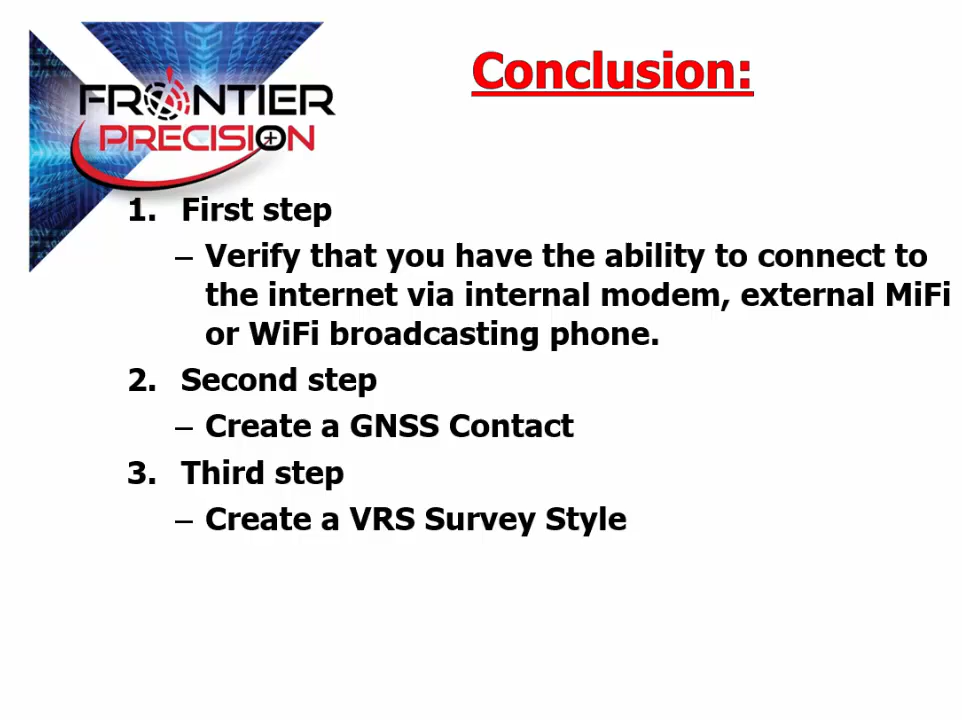 FRONTIER
PRECISION
Conclusion:
1. First step
– Verify that you have the ability to connect to
the internet via internal modem, external MiFi
or WiFi broadcasting phone.
2. Second step
– Create a GNSS Contact
3. Third step
– Create a VRS Survey Style